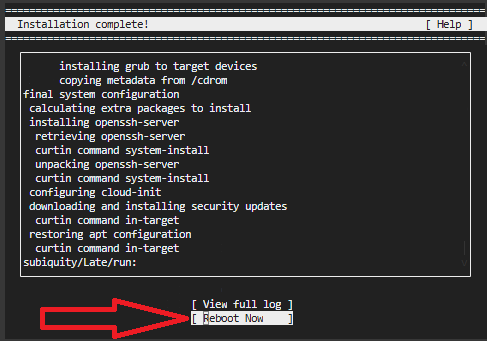 Installation complete! [ Help ]
installing grub to target devices
copying metadata from /cdrom
final system configuration
calculating extra packages to install
installing openssh-server
retrieving openssh-server
curtin command system-install
unpacking openssh-server
curtin command system-install
configuring cloud-init
downloading and installing security updates
curtin command in-target
restoring apt configuration
curtin command in-target
subiquity/Late/run:
[ View full log ]
[ Reboot Now ]